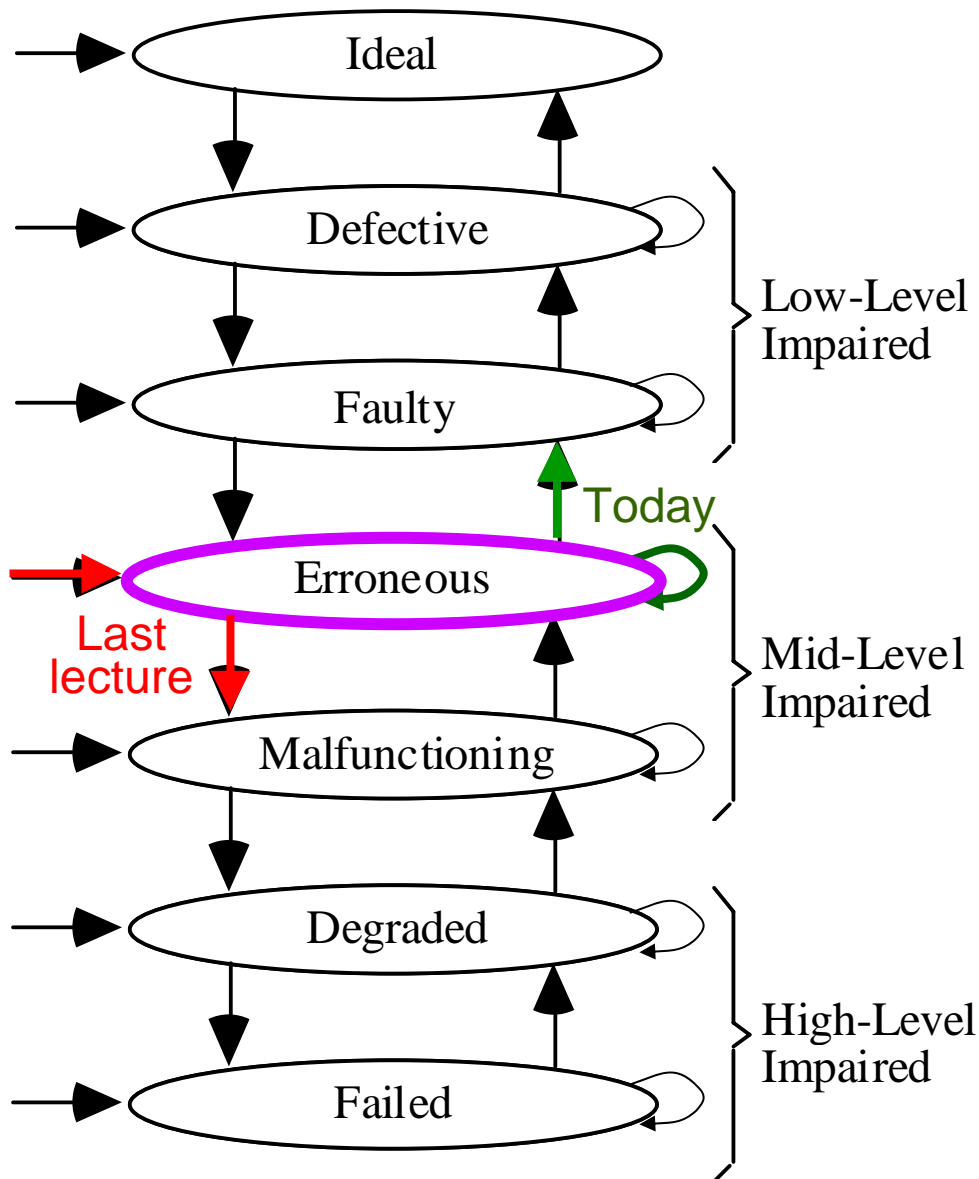 Ideal
Defective
Low-Level
Impaired
Faulty
Today
Erroneous
Last
lecture
Mid-Level
Impaired
Malfunctioning
Degraded
High-Level
Impaired
Failed